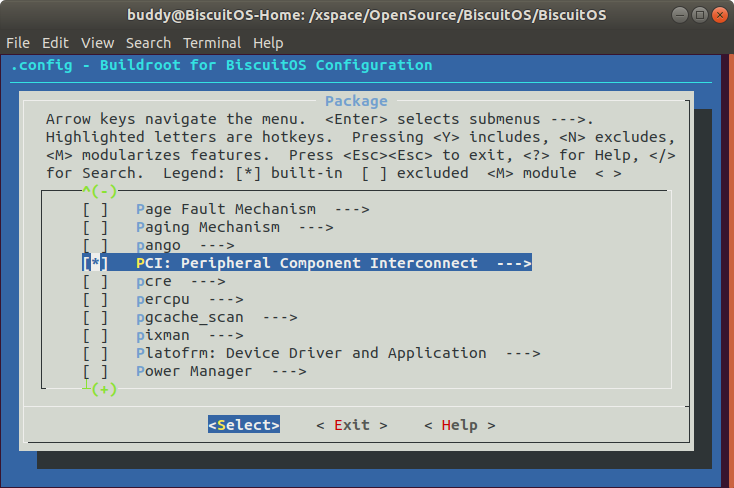 buddy@BiscuitOS-Home: /xspace/OpenSource/BiscuitOS/BiscuitOS
File Edit View Search Terminal Help
.config - Buildroot for BiscuitOS Configuration
Package
Arrow keys navigate the menu. <Enter> selects submenus --->.
Highlighted letters are hotkeys. Pressing <Y> includes, <N> excludes,
<M> modularizes features. Press <Esc><Esc> to exit, <?> for Help, </>
for Search. Legend: [*] built-in [ ] excluded <M> module < >
^(-)
[ ] Page Fault Mechanism --->
[ ] Paging Mechanism --->
[ ] pango --->
[*] PCI: Peripheral Component Interconnect --->
[ ] pcre --->
[ ] percpu --->
[ ] pgcache_scan --->
[ ] pixman --->
[ ] Platofrm: Device Driver and Application --->
[ ] Power Manager --->
┴(+)
<Select> < Exit > < Help >